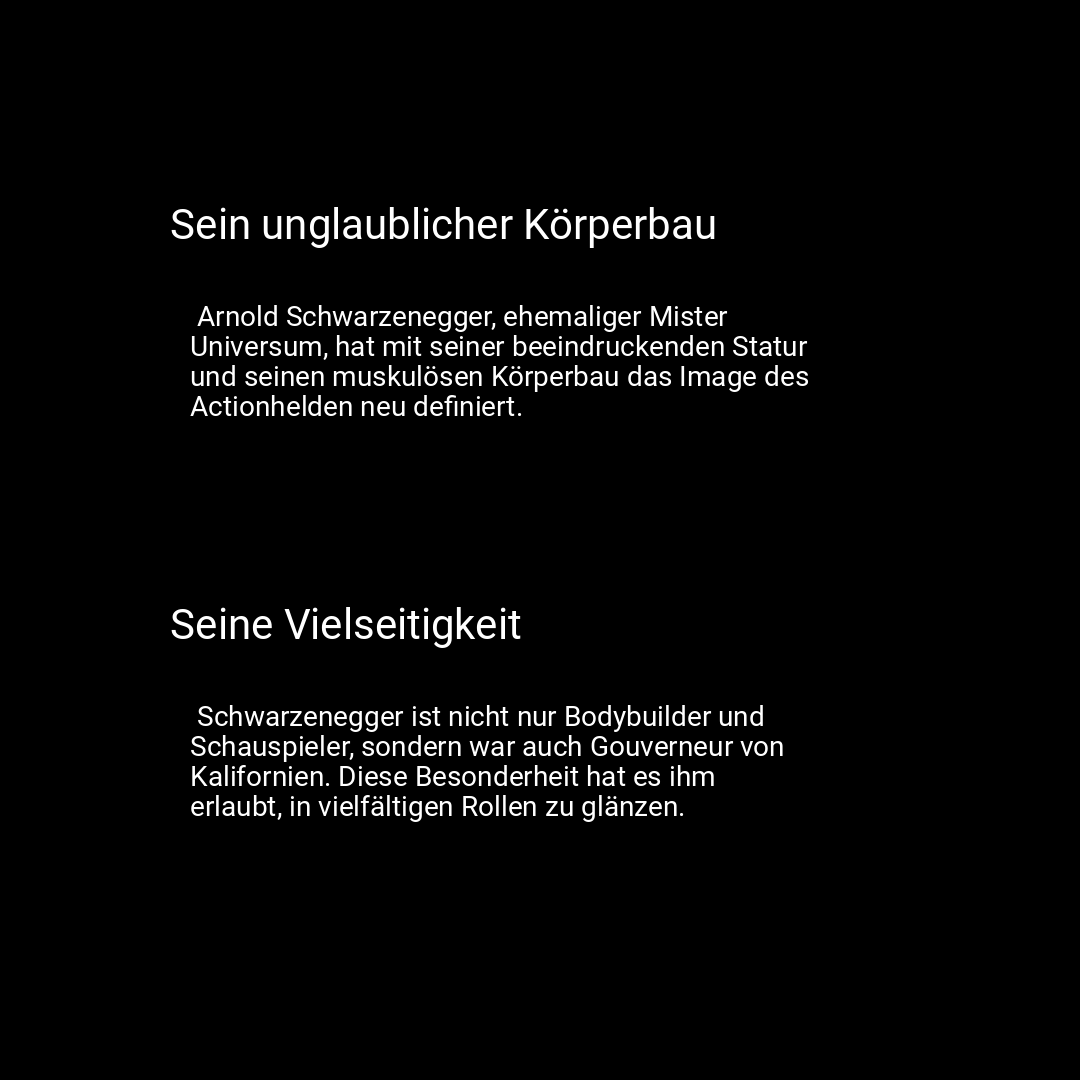 Sein unglaublicher Körperbau
Arnold Schwarzenegger, ehemaliger Mister
Universum, hat mit seiner beeindruckenden Statur
und seinen muskulösen Körperbau das Image des
Actionhelden neu definiert.
Seine Vielseitigkeit
Schwarzenegger ist nicht nur Bodybuilder und
Schauspieler, sondern war auch Gouverneur von
Kalifornien. Diese Besonderheit hat es ihm
erlaubt, in vielfältigen Rollen zu glänzen.